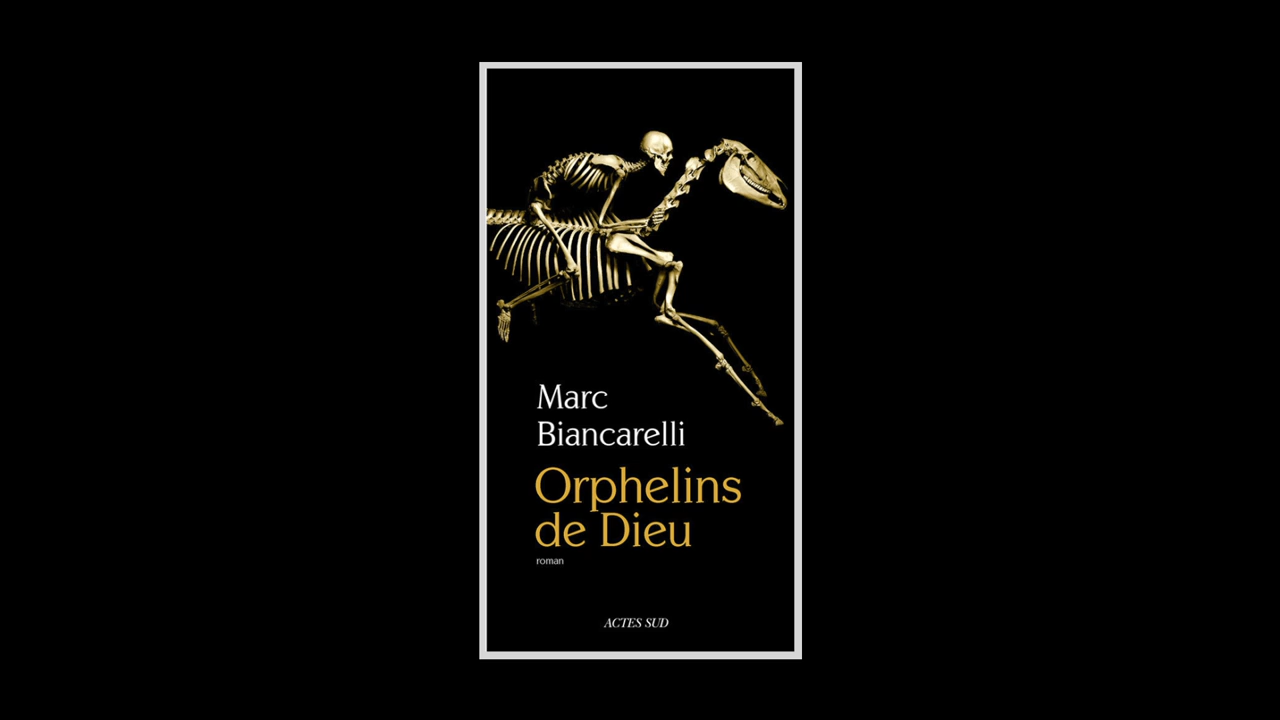 Marc
Biancarelli
Orphelins
de Dieu
roman
ACTES SUD